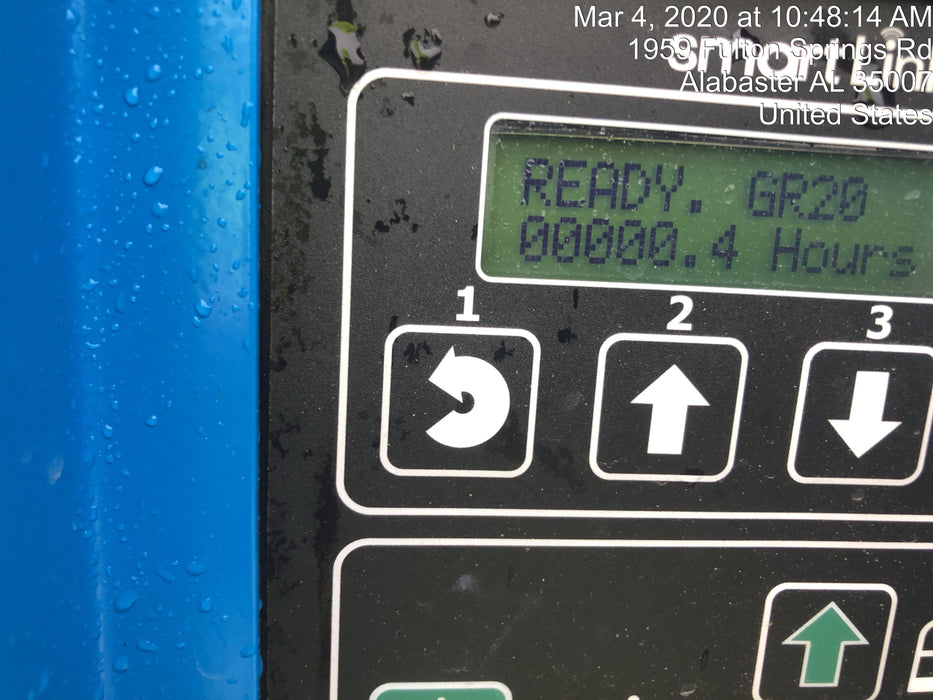 Mar 4, 2020 at 10:48:14 AM
1959 Fulton Springs Rd
Alabaster AL 35007
United States
READY. GR20
00000.4 Hours
1 2 3